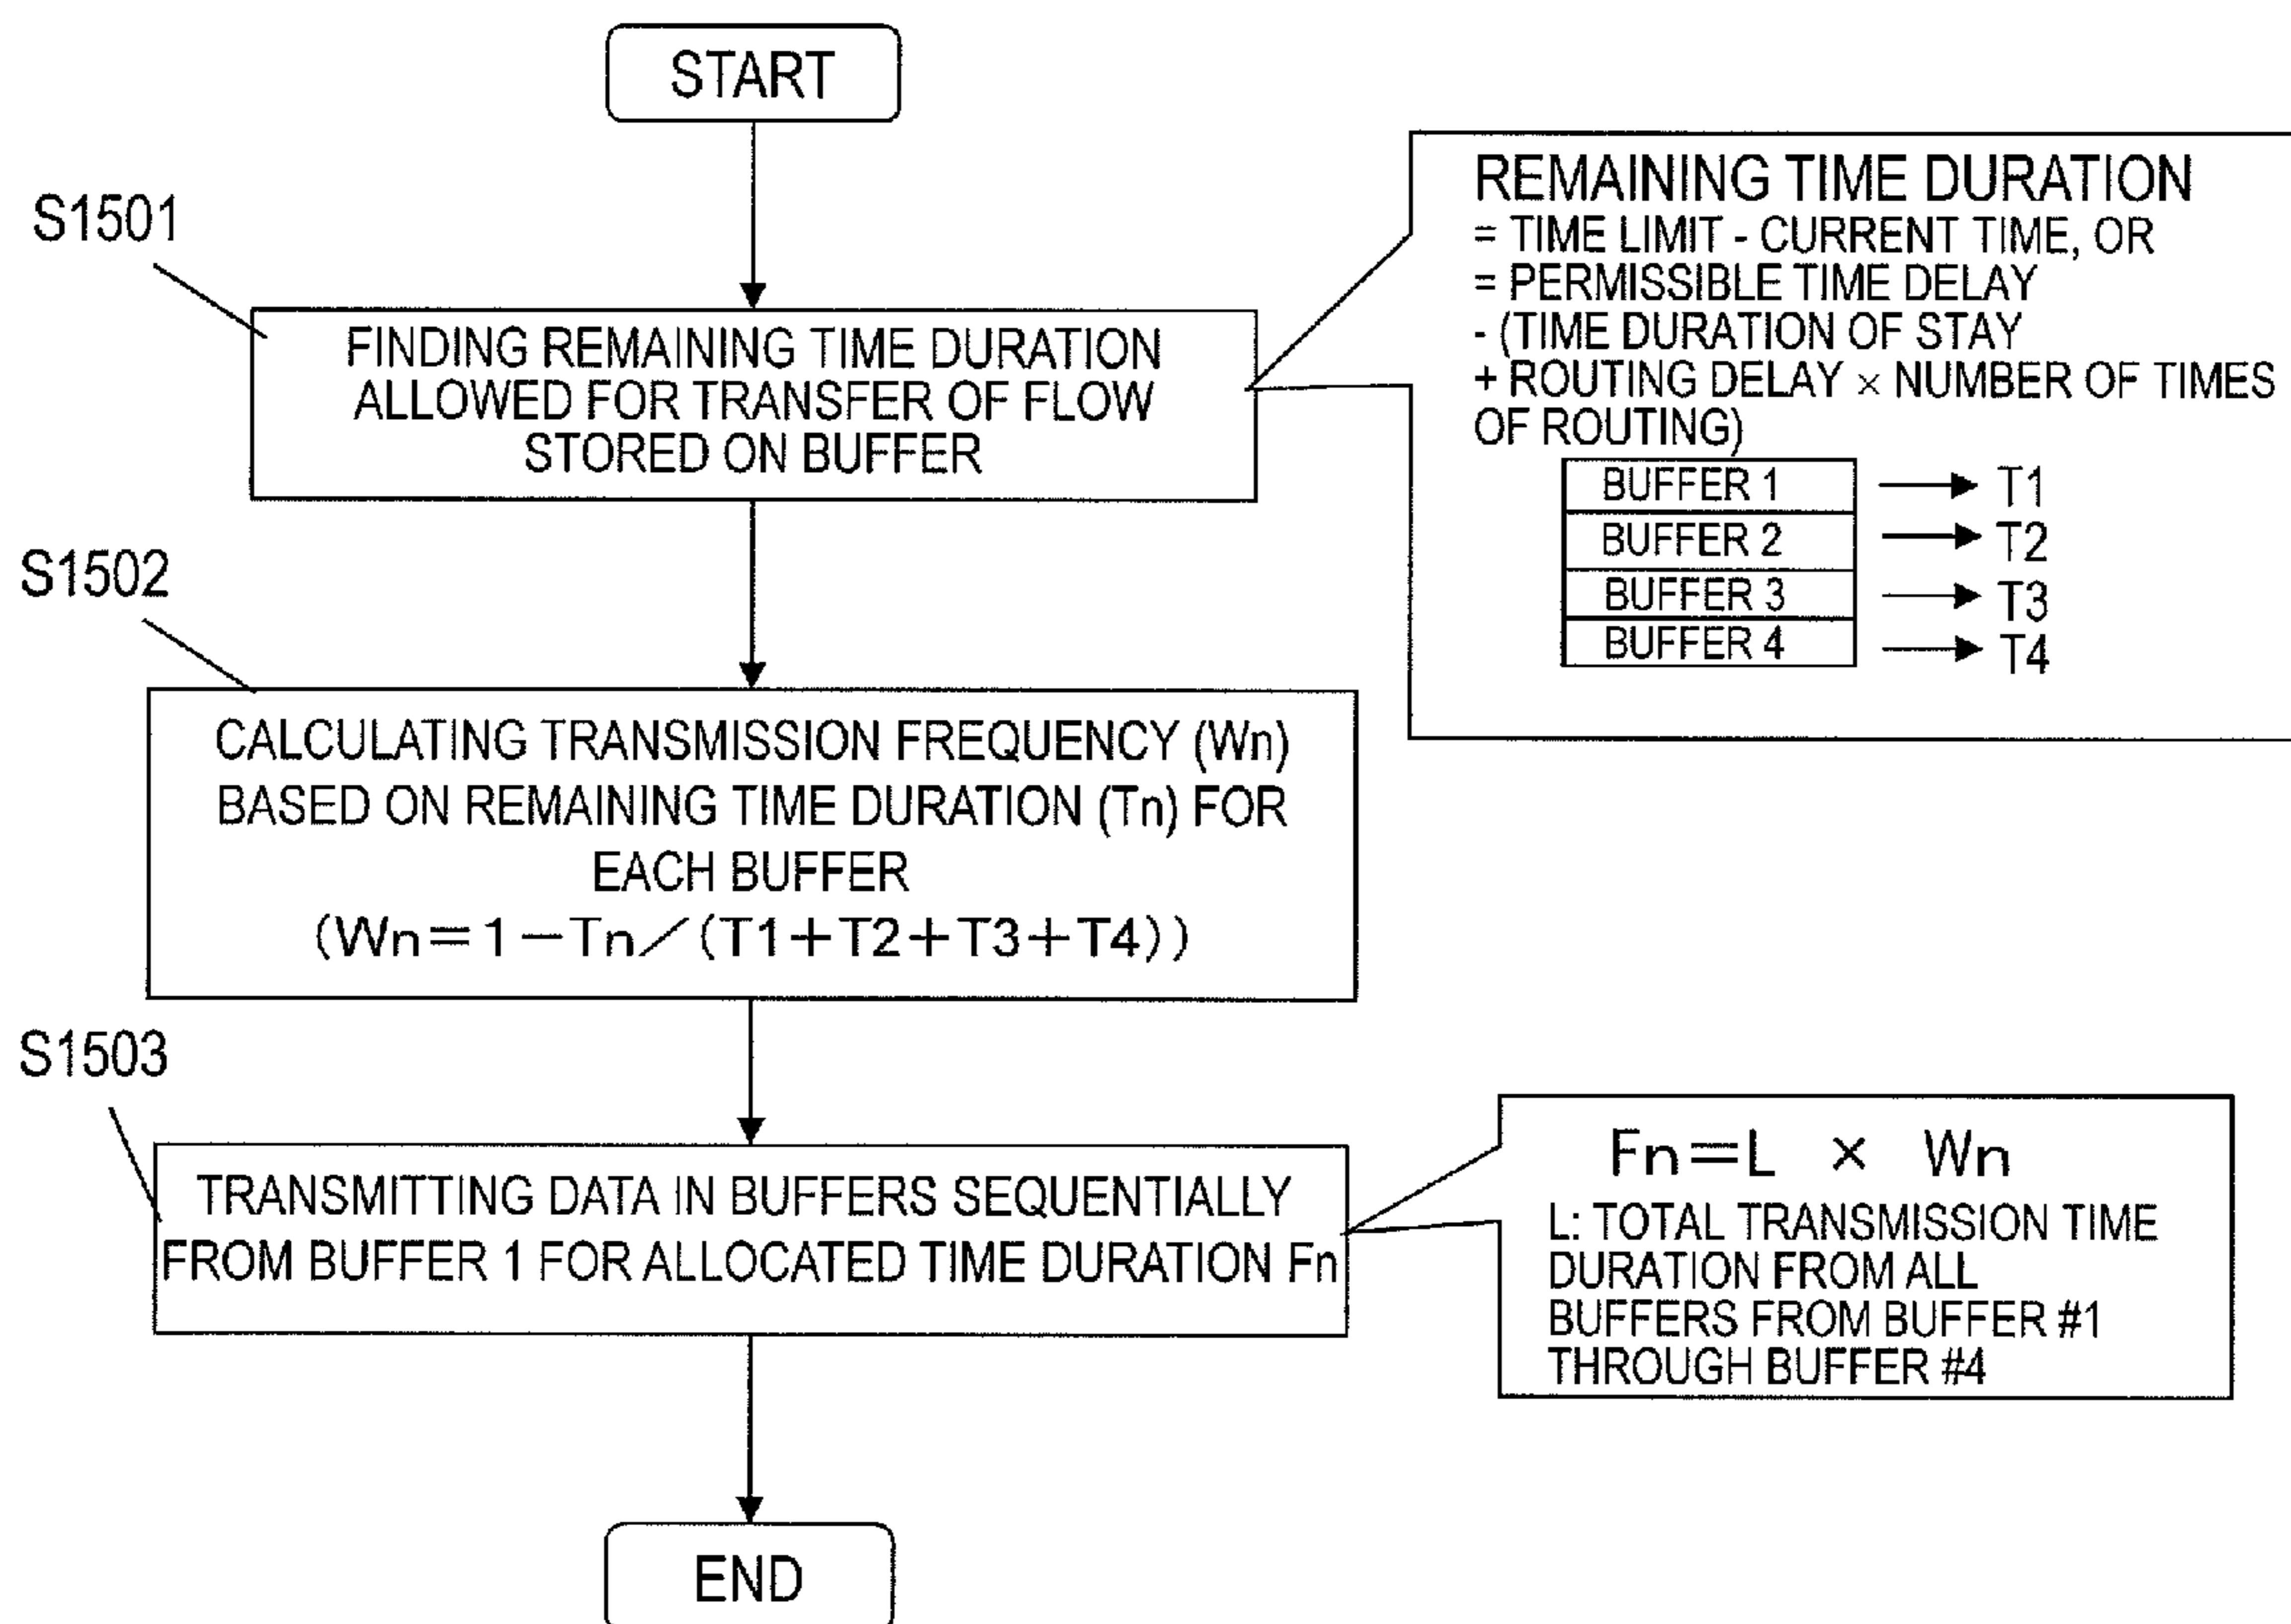 START
S1501
FINDING REMAINING TIME DURATION
ALLOWED FOR TRANSFER OF FLOW
STORED ON BUFFER
REMAINING TIME DURATION
= TIME LIMIT - CURRENT TIME, OR
= PERMISSIBLE TIME DELAY
- (TIME DURATION OF STAY
+ ROUTING DELAY × NUMBER OF TIMES
OF ROUTING)
BUFFER 1 T1
BUFFER 2 T2
BUFFER 3 T3
BUFFER 4 T4
S1502
CALCULATING TRANSMISSION FREQUENCY (Wn)
BASED ON REMAINING TIME DURATION (Tn) FOR
EACH BUFFER
(Wn=1-Tn/(T1+T2+T3+T4))
S1503
TRANSMITTING DATA IN BUFFERS SEQUENTIALLY
FROM BUFFER 1 FOR ALLOCATED TIME DURATION Fn
Fn=L × Wn
L: TOTAL TRANSMISSION TIME
DURATION FROM ALL
BUFFERS FROM BUFFER #1
THROUGH BUFFER #4
END